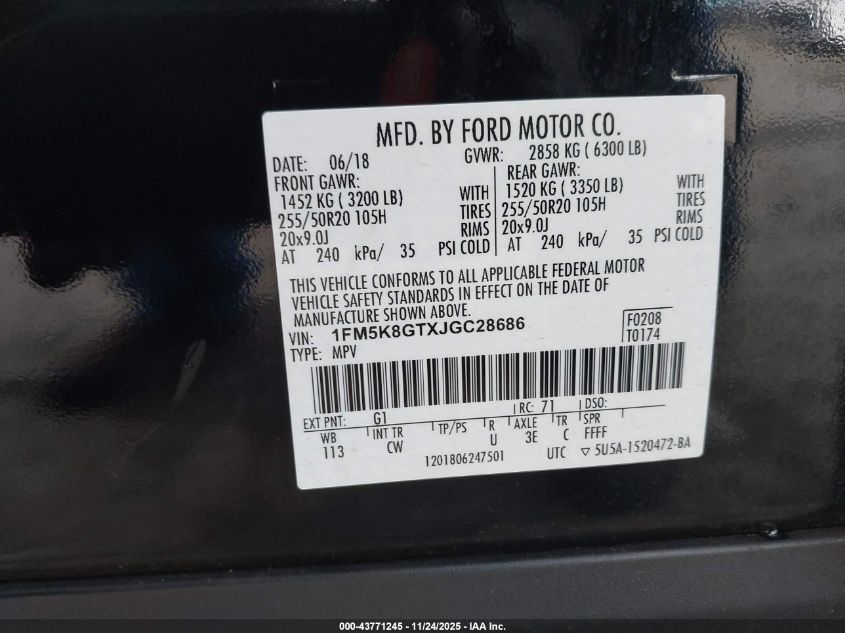 MFD. BY FORD MOTOR CO.
DATE: 06/18 GVWR: 2858 KG ( 6300 LB)
FRONT GAWR: REAR GAWR:
1452 KG ( 3200 LB) WITH 1520 KG ( 3350 LB) WITH
255/50R20 105H TIRES 255/50R20 105H TIRES
20x9.0J RIMS 20x9.0J RIMS
AT 240 kPa/ 35 PSI COLD AT 240 kPa/ 35 PSI COLD
THIS VEHICLE CONFORMS TO ALL APPLICABLE FEDERAL MOTOR
VEHICLE SAFETY STANDARDS IN EFFECT ON THE DATE OF
MANUFACTURE SHOWN ABOVE.
VIN: 1FM5K8GTXJGC28686 F0208
TYPE: MPV T0174
EXT PNT: G1 RC: 71 DSO:
WB INT TR TP/PS R AXLE TR SPR
113 CW U 3E C FFFF
1201806247501 UTC ▽ 5U5A-1520472-BA
000-43771245 - 11/24/2025 - IAA Inc.